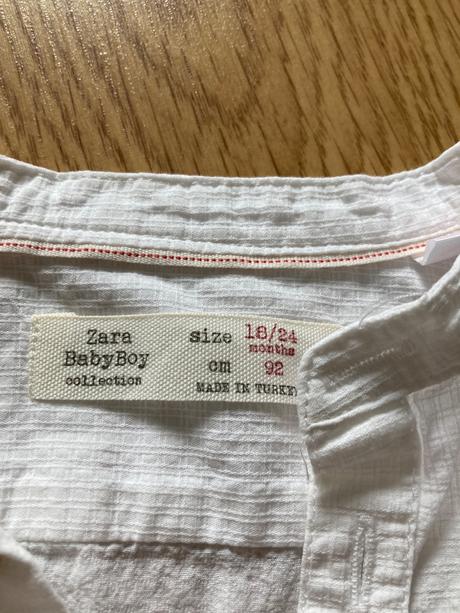 Zara
BabyBoy
collection
size 18/24
months
cm 92
MADE IN TURKEY